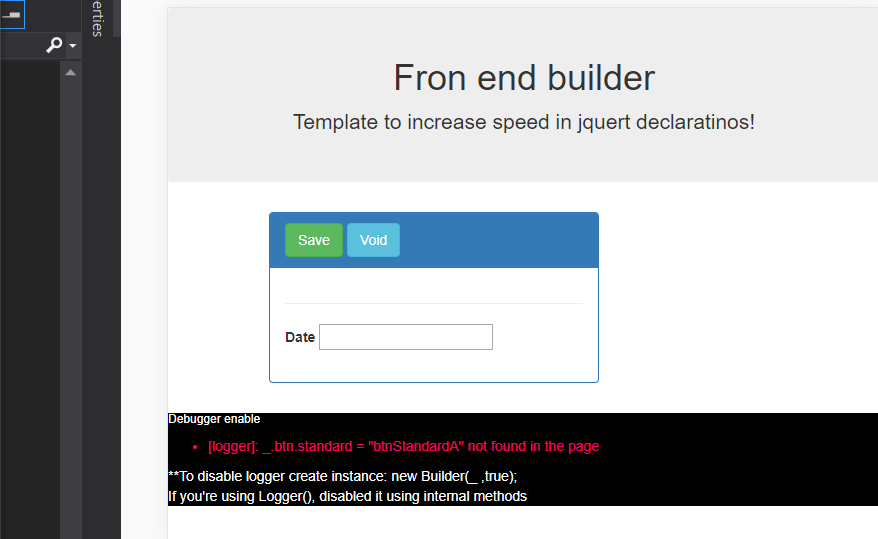 erties
Fron end builder
Template to increase speed in jquert declaratinos!
Save Void
Date
Debugger enable
[logger]: _.btn.standard = "btnStandardA" not found in the page
**To disable logger create instance: new Builder(_ ,true);
If you're using Logger(), disabled it using internal methods